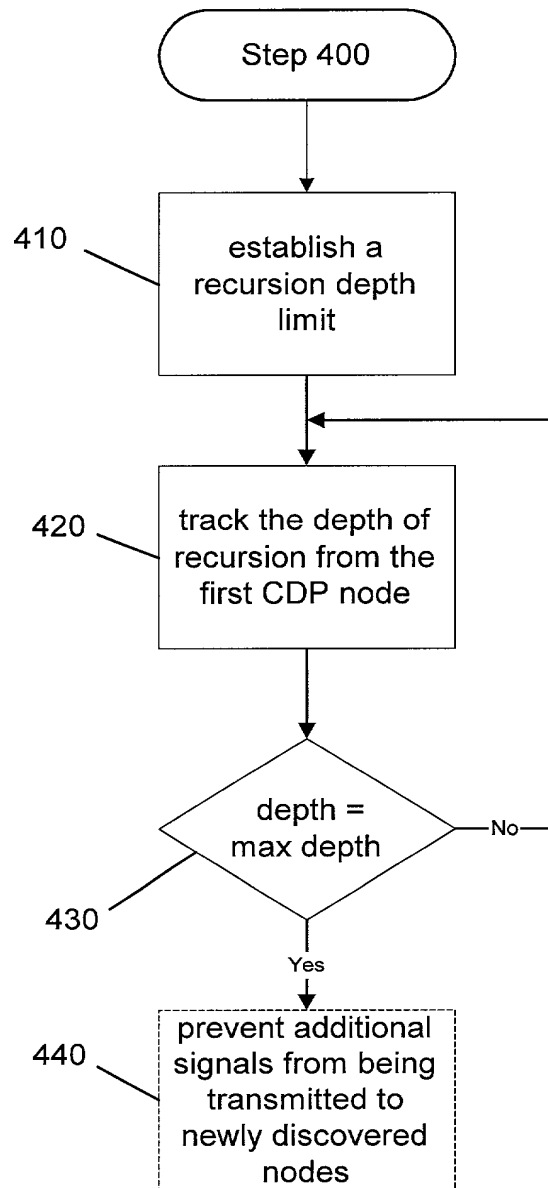 Step 400
410
establish a
recursion depth
limit
420
track the depth of
recursion from the
first CDP node
depth =
max depth
No
430
Yes
440
prevent additional
signals from being
transmitted to
newly discovered
nodes